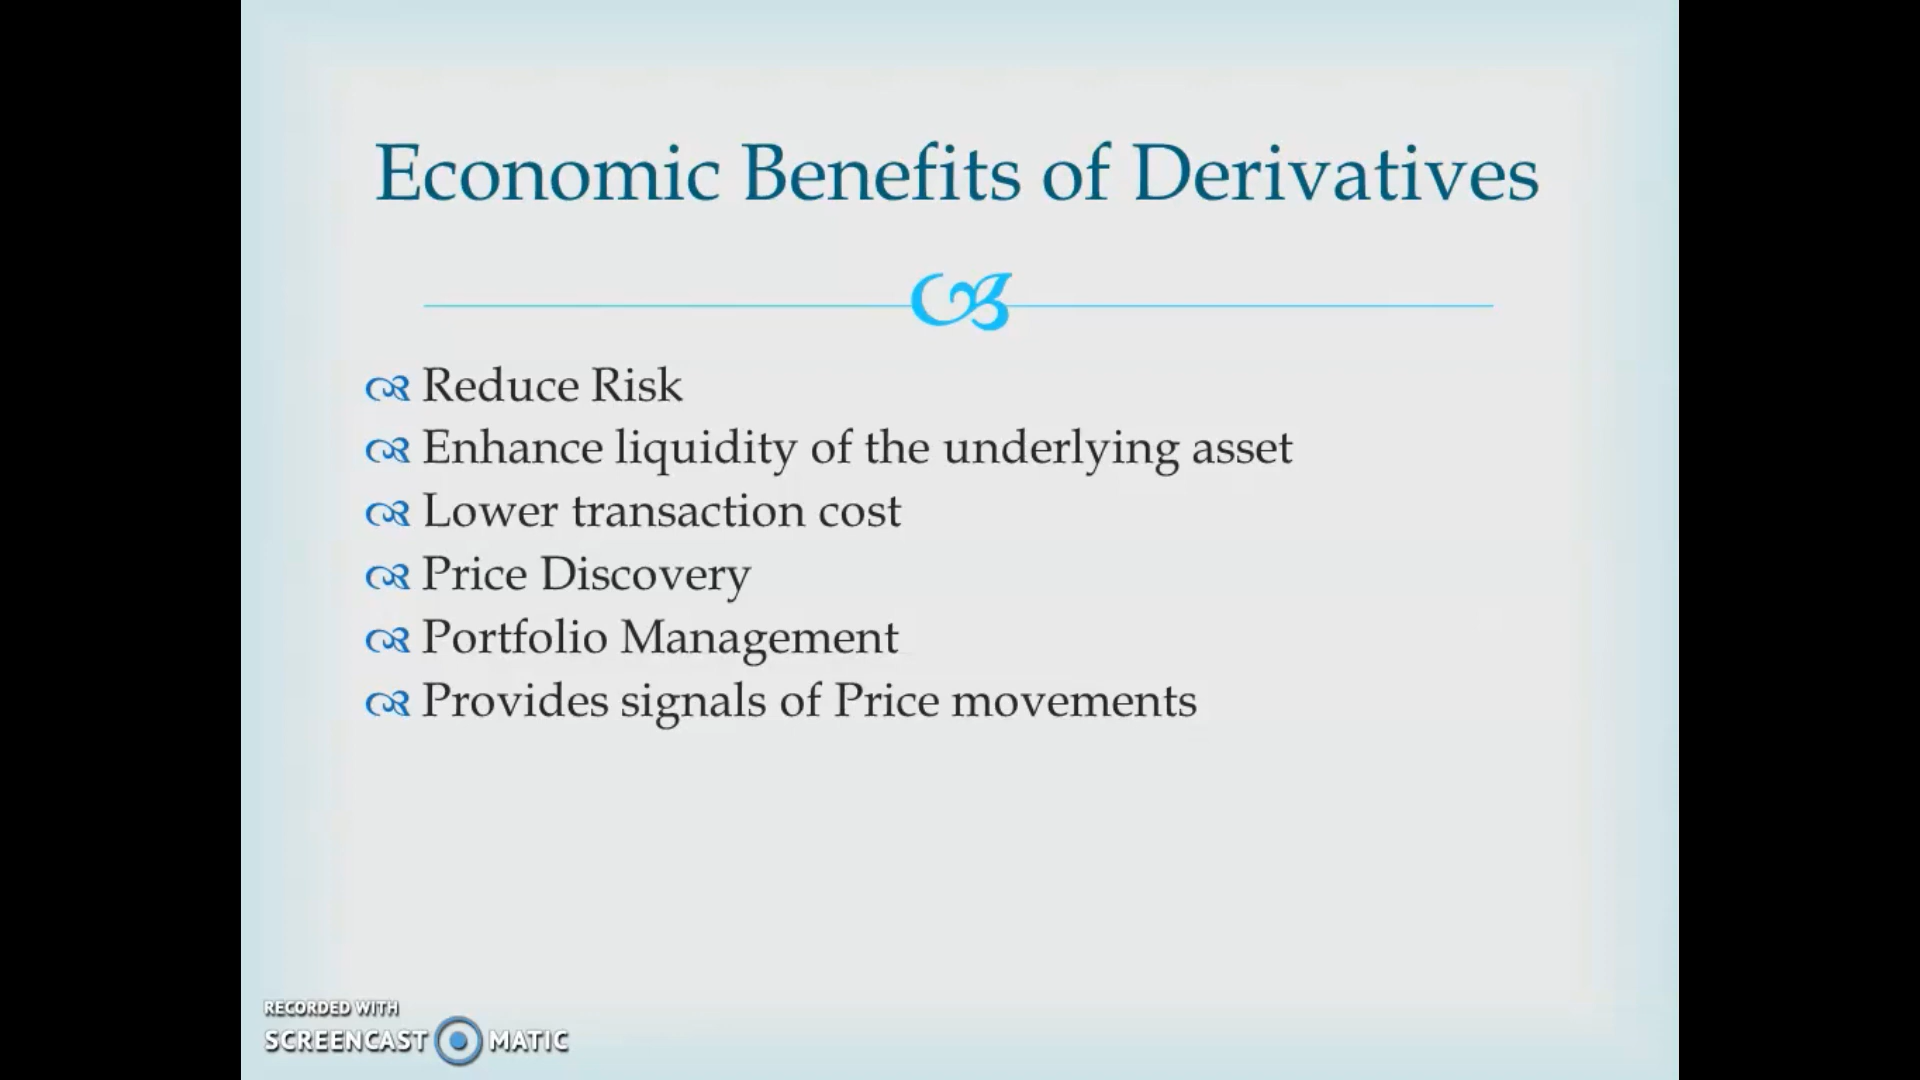 Economic Benefits of Derivatives
Reduce Risk
Enhance liquidity of the underlying asset
Lower transaction cost
Price Discovery
Portfolio Management
Provides signals of Price movements
RECORDED WITH
SCREENCAST MATIC